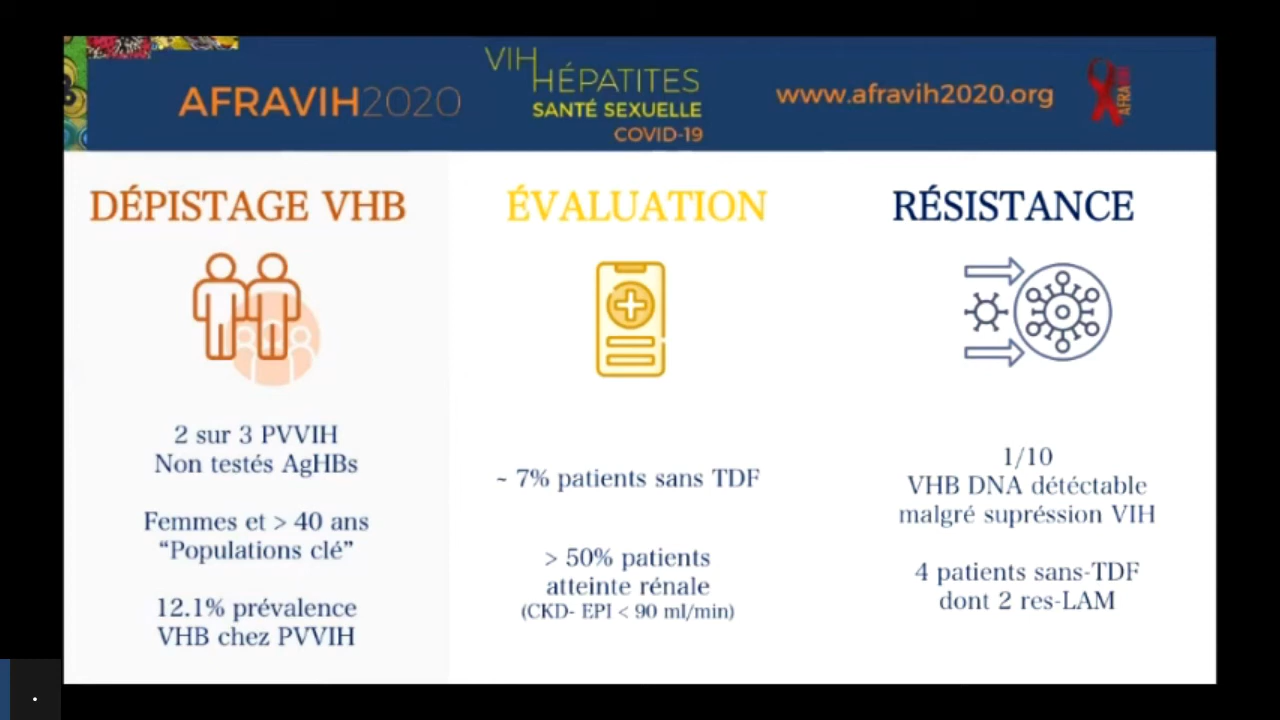 AFRAVIH2020
VIH
HÉPATITES
SANTÉ SEXUELLE
COVID-19
www.afravih2020.org
AFRA
DÉPISTAGE VHB
2 sur 3 PVVIH
Non testés AgHBs
Femmes et > 40 ans
“Populations clé”
12.1% prévalence
VHB chez PVVIH
ÉVALUATION
~ 7% patients sans TDF
> 50% patients
atteinte rénale
(CKD- EPI < 90 ml/min)
RÉSISTANCE
1/10
VHB DNA détéctable
malgré supréssion VIH
4 patients sans-TDF
dont 2 res-LAM